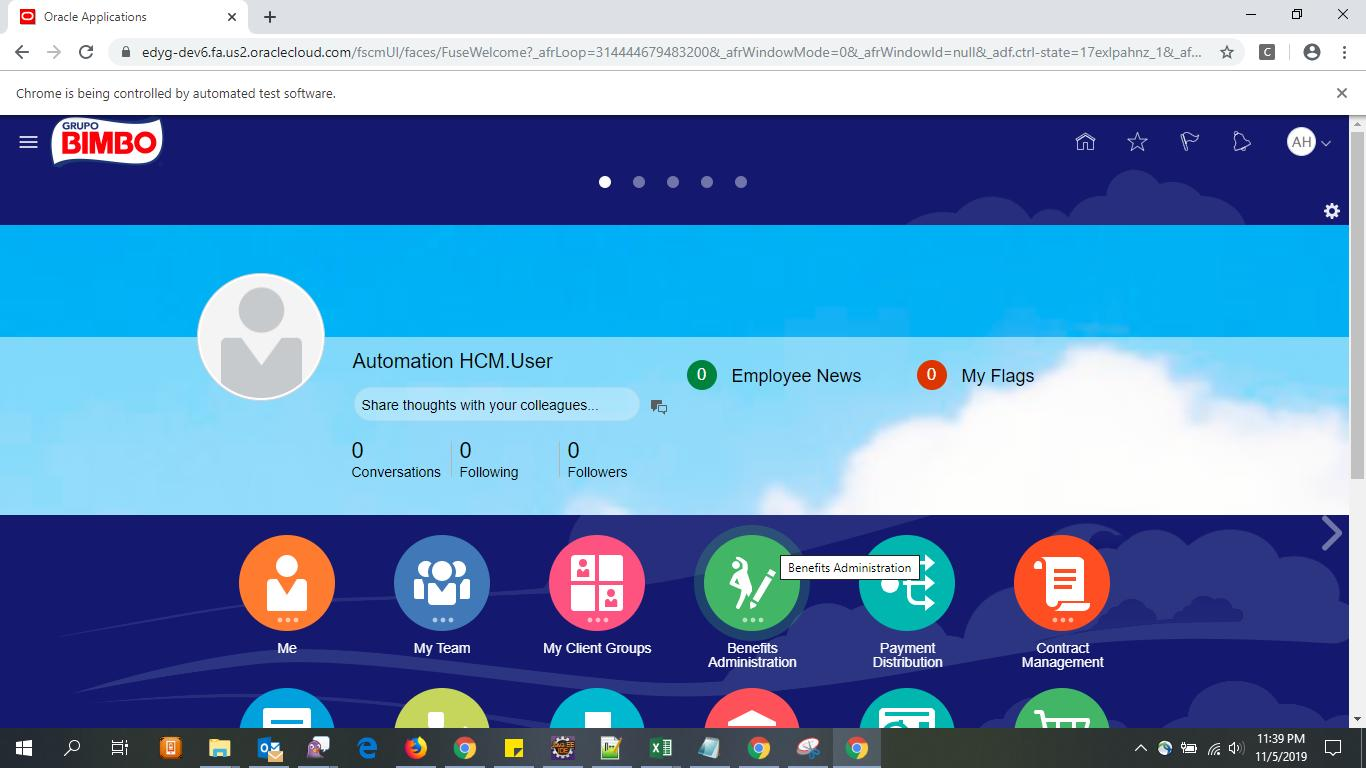 Oracle Applications
edyg-dev6.fa.us2.oraclecloud.com/fscmUI/faces/FuseWelcome?_afrLoop=31444467948320&_afrWindowMode=0&_afrWindowId=null&_adf.ctrl-state=17exlpahnz_1&_af...
C
Chrome is being controlled by automated test software.
GRUPO
BIMBO
AH
Automation HCM.User
0 Employee News
0 My Flags
Share thoughts with your colleagues...
0
Conversations
0
Following
0
Followers
Benefits Administration
Me
My Team
My Client Groups
Benefits
Administration
Payment
Distribution
Contract
Management
11:39 PM
11/5/2019